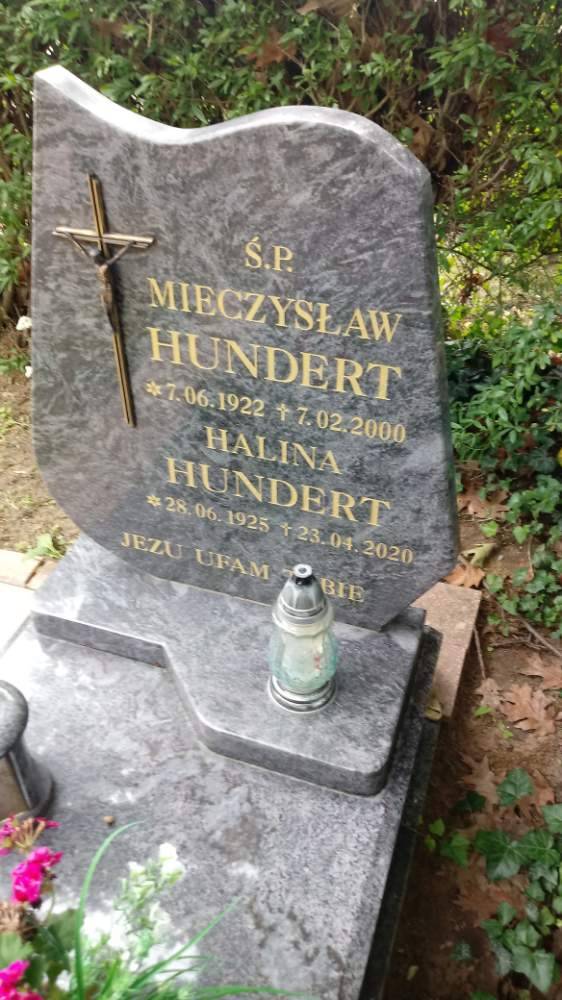 Ś.P.
MIECZYSŁAW
HUNDERT
* 7.06.1922 † 7.02.2000
HALINA
HUNDERT
* 28.06.1925 † 23.04.2020
JEZU UFAM